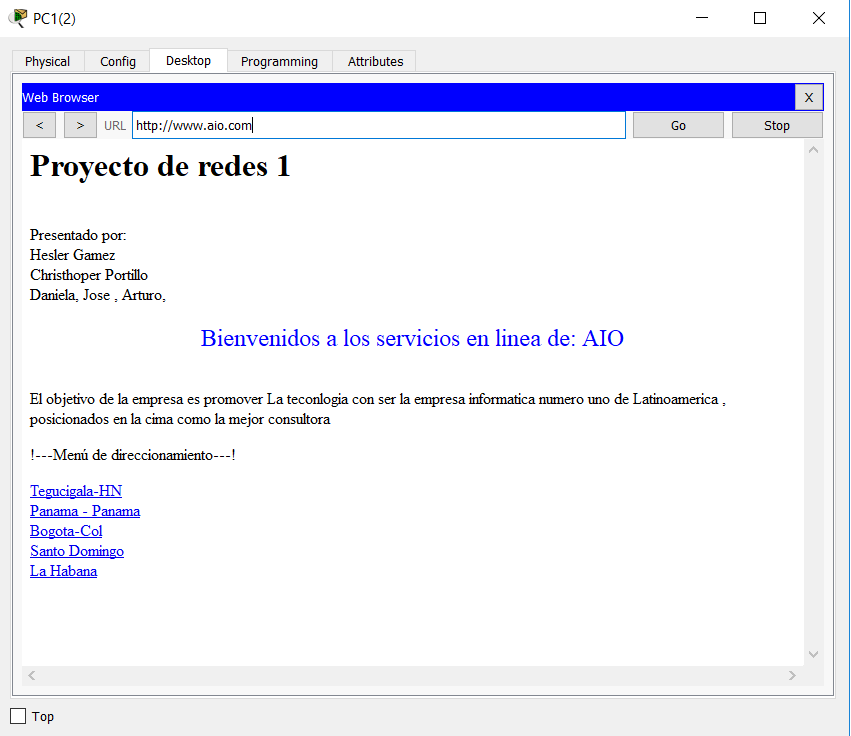 PC1(2)
Physical Config Desktop Programming Attributes
Web Browser X
< > URL http://www.aio.com Go Stop
Proyecto de redes 1
Presentado por:
Hesler Gamez
Christhoper Portillo
Daniela, Jose , Arturo,
Bienvenidos a los servicios en linea de: AIO
El objetivo de la empresa es promover La teconlogia con ser la empresa informatica numero uno de Latinoamerica ,
posicionados en la cima como la mejor consultora
!---Menú de direccionamiento---!
Tegucigala-HN
Panama - Panama
Bogota-Col
Santo Domingo
La Habana
Top